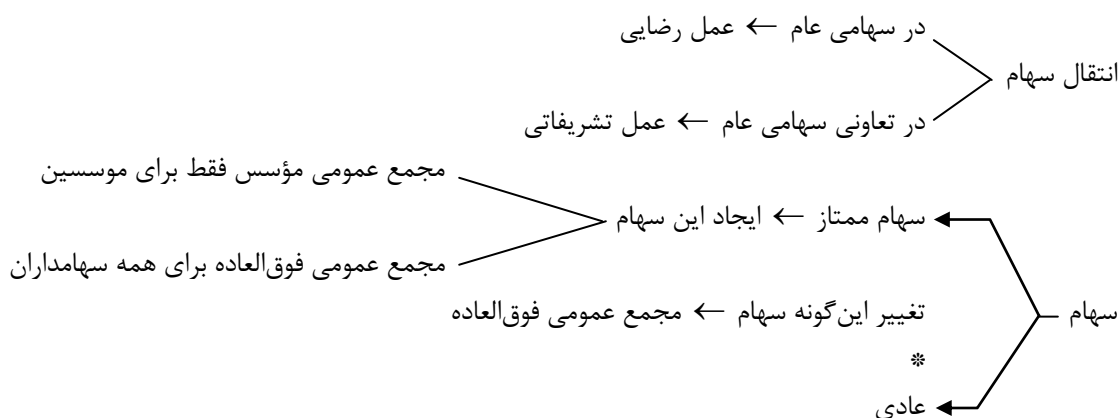 در سهامی عام ← عمل رضایی
انتقال سهام
در تعاونی سهامی عام ← عمل تشریفاتی
مجمع عمومی مؤسس فقط برای موسسین
سهام ممتاز ← ایجاد این سهام
مجمع عمومی فوق‌العاده برای همه سهامداران
سهام
تغییر این‌گونه سهام ← مجمع عمومی فوق‌العاده
*
عادی